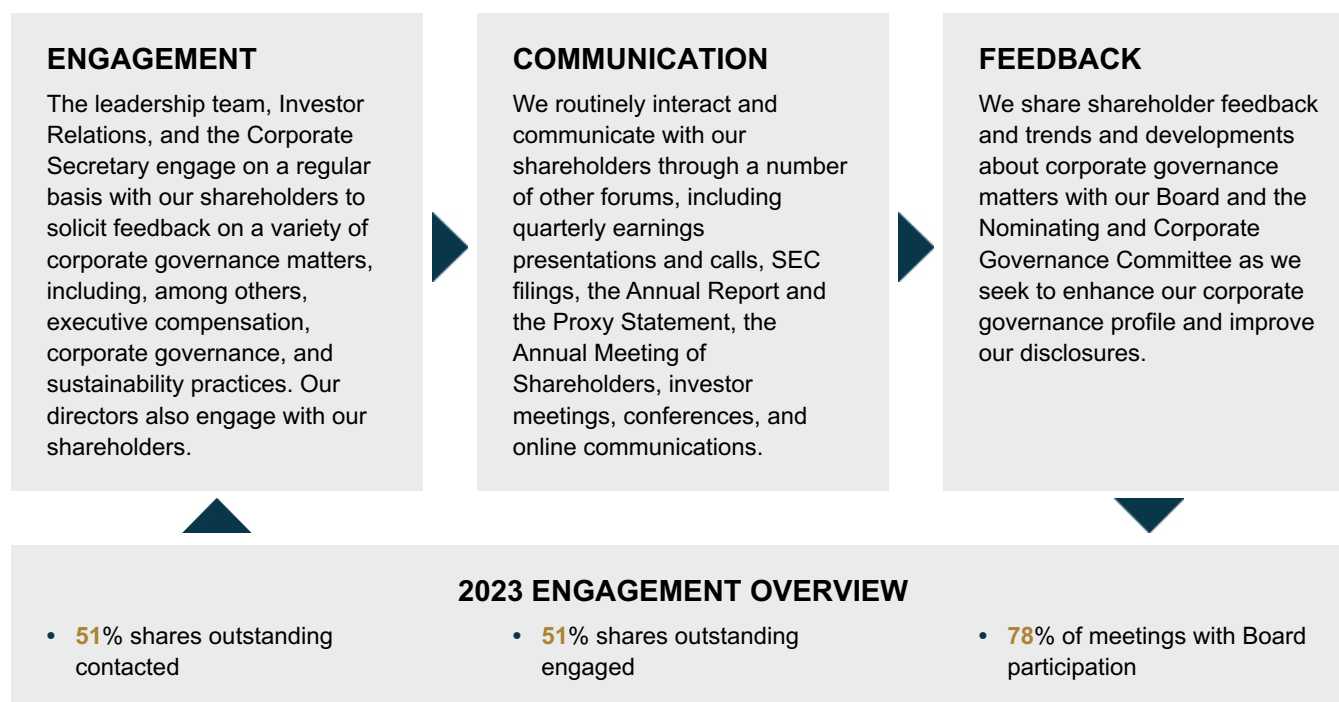 ENGAGEMENT
The leadership team, Investor
Relations, and the Corporate
Secretary engage on a regular
basis with our shareholders to
solicit feedback on a variety of
corporate governance matters,
including, among others,
executive compensation,
corporate governance, and
sustainability practices. Our
directors also engage with our
shareholders.
COMMUNICATION
We routinely interact and
communicate with our
shareholders through a number
of other forums, including
quarterly earnings
presentations and calls, SEC
filings, the Annual Report and
the Proxy Statement, the
Annual Meeting of
Shareholders, investor
meetings, conferences, and
online communications.
FEEDBACK
We share shareholder feedback
and trends and developments
about corporate governance
matters with our Board and the
Nominating and Corporate
Governance Committee as we
seek to enhance our corporate
governance profile and improve
our disclosures.
2023 ENGAGEMENT OVERVIEW
• 51% shares outstanding
contacted
• 51% shares outstanding
engaged
• 78% of meetings with Board
participation